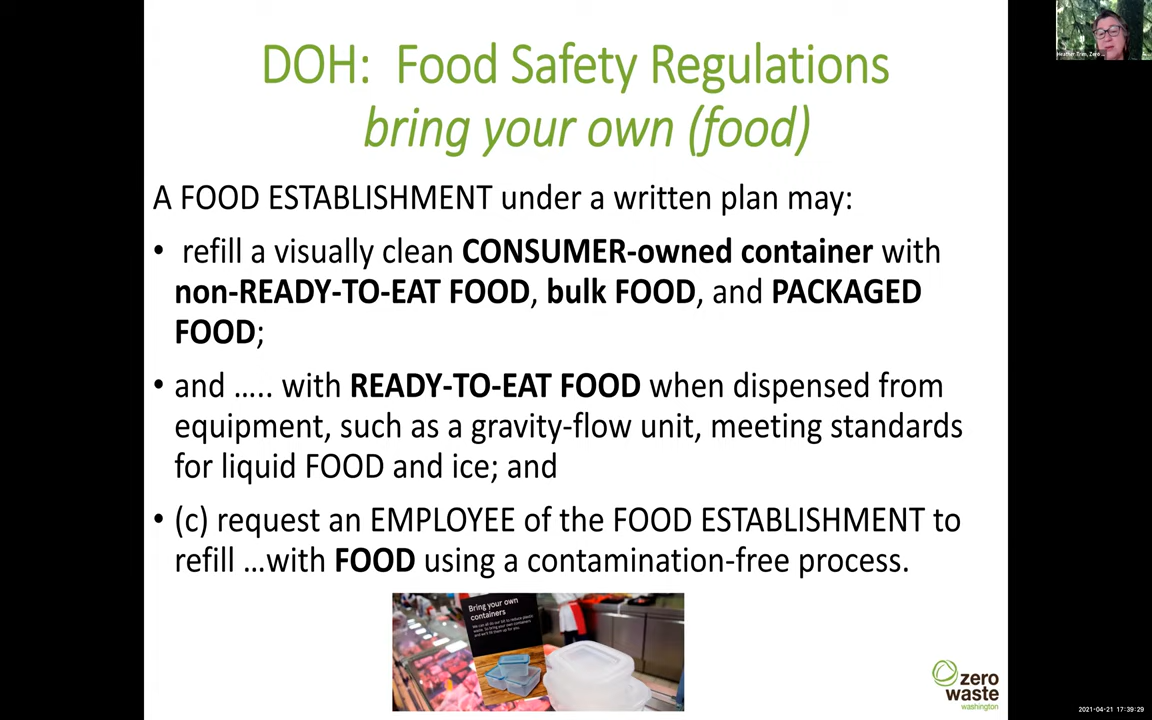 DOH:  Food Safety Regulations
bring your own (food)
A FOOD ESTABLISHMENT under a written plan may:
• refill a visually clean CONSUMER-owned container with
non-READY-TO-EAT FOOD, bulk FOOD, and PACKAGED
FOOD;
• and ….. with READY-TO-EAT FOOD when dispensed from
equipment, such as a gravity-flow unit, meeting standards
for liquid FOOD and ice; and
• (c) request an EMPLOYEE of the FOOD ESTABLISHMENT to
refill …with FOOD using a contamination-free process.
Bring your own
containers
zero
waste
washington
Heather Trim, Zero ...
2021-04-21 17:39:29